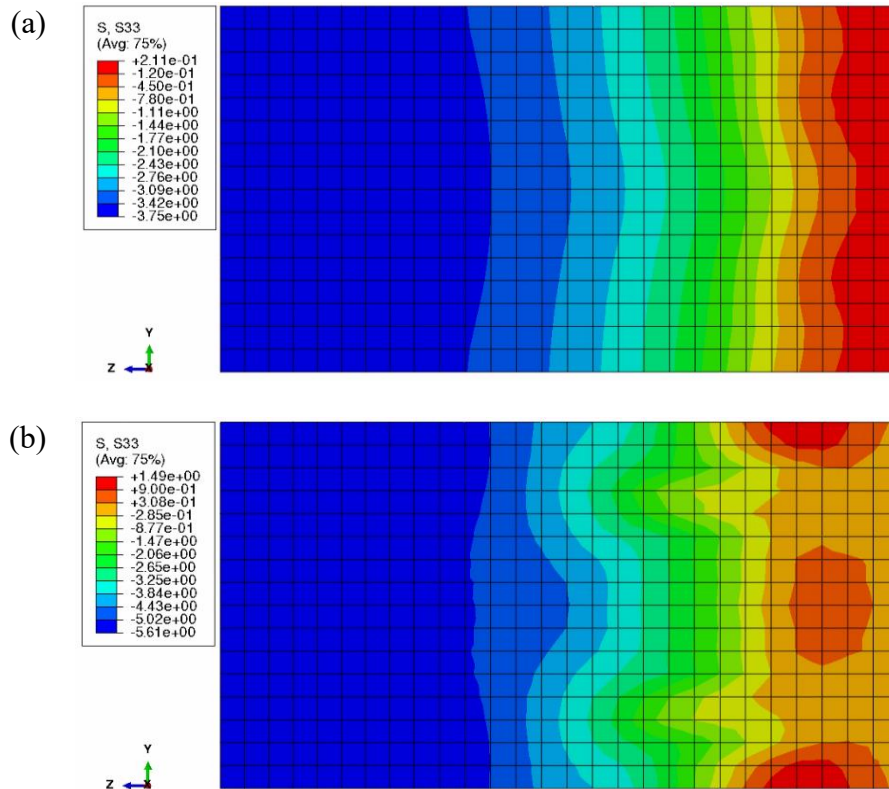 (a)
S, S33
(Avg: 75%)
+2.11e-01
-1.20e-01
-4.50e-01
-7.80e-01
-1.11e+00
-1.44e+00
-1.77e+00
-2.10e+00
-2.43e+00
-2.76e+00
-3.09e+00
-3.42e+00
-3.75e+00
Y
Z X
(b)
S, S33
(Avg: 75%)
+1.49e+00
+9.00e-01
+3.08e-01
-2.85e-01
-8.77e-01
-1.47e+00
-2.06e+00
-2.65e+00
-3.25e+00
-3.84e+00
-4.43e+00
-5.02e+00
-5.61e+00
Y
Z X